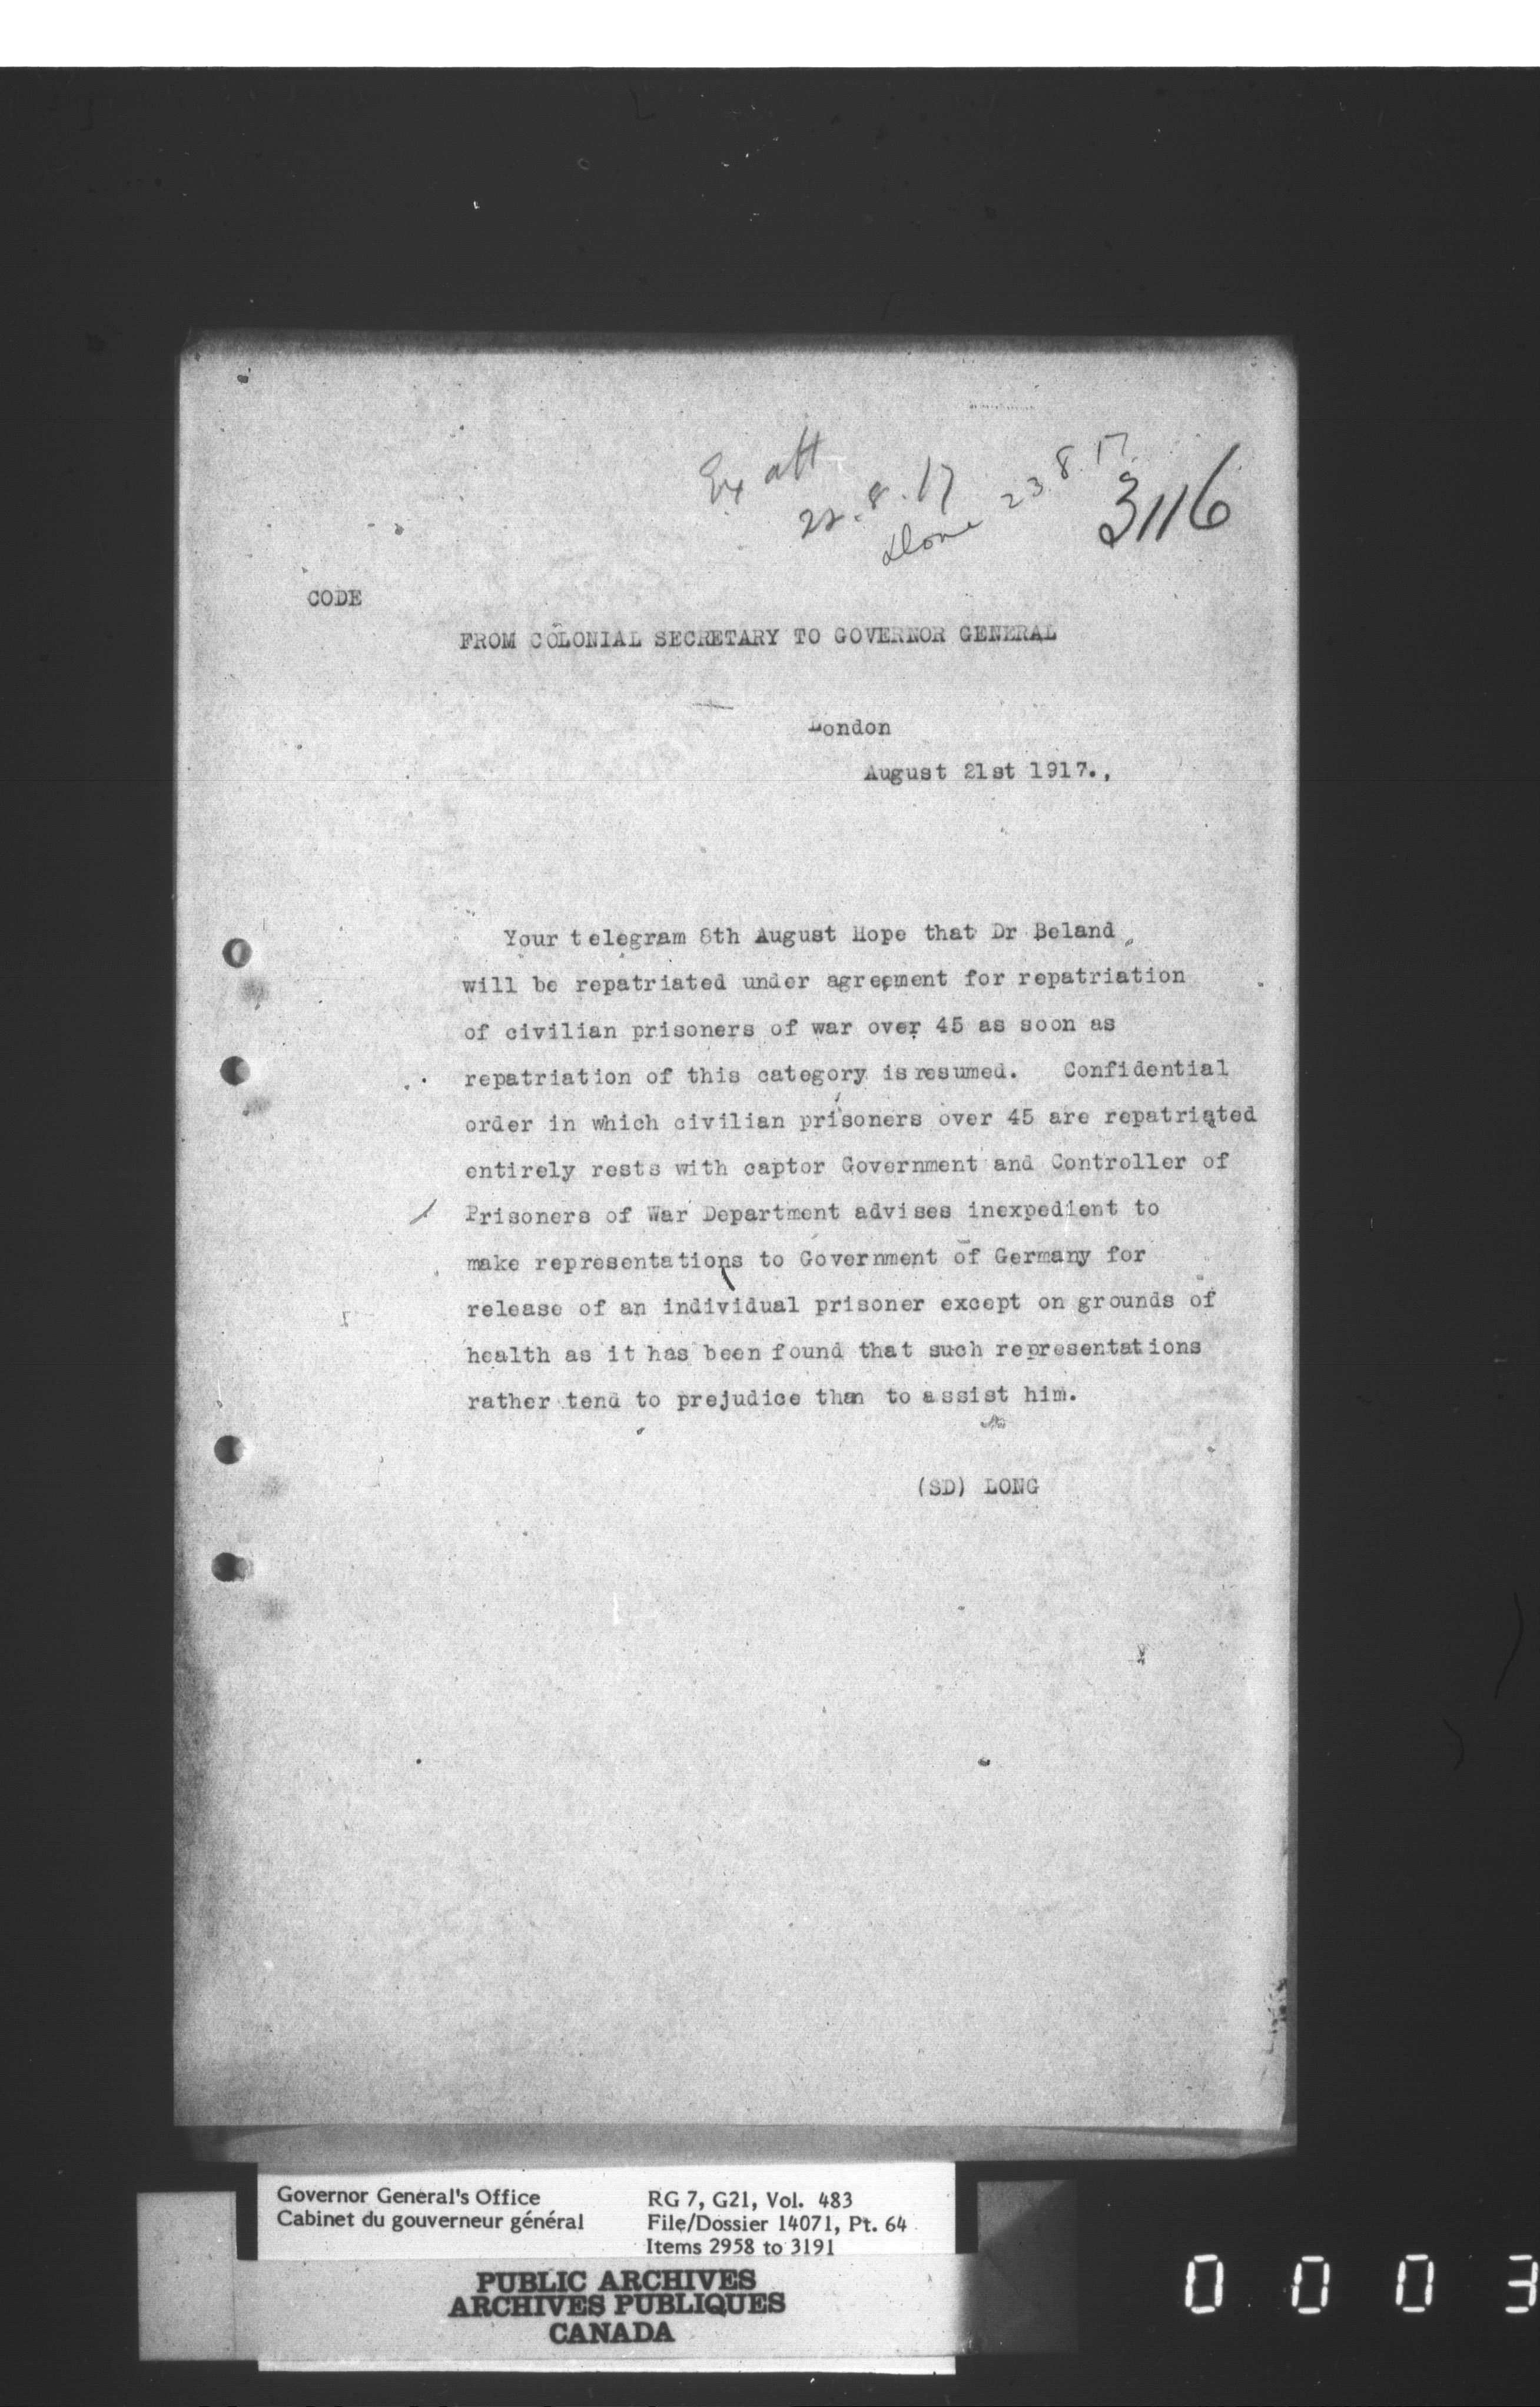 Ex att
22.8.17
Done 23.8.17
3116
CODE
FROM COLONIAL SECRETARY TO GOVERNOR GENERAL
London
August 21st 1917.,
Your telegram 8th August Hope that Dr Beland
will be repatriated under agreement for repatriation
of civilian prisoners of war over 45 as soon as
repatriation of this category is resumed. Confidential
order in which civilian prisoners over 45 are repatriated
entirely rests with captor Government and Controller of
Prisoners of War Department advises inexpedient to
make representations to Government of Germany for
release of an individual prisoner except on grounds of
health as it has been found that such representations
rather tend to prejudice than to assist him.
(SD) LONG
Governor General's Office
Cabinet du gouverneur général
RG 7, G21, Vol. 483
File/Dossier 14071, Pt. 64
Items 2958 to 3191
PUBLIC ARCHIVES
ARCHIVES PUBLIQUES
CANADA
0 0 0 3